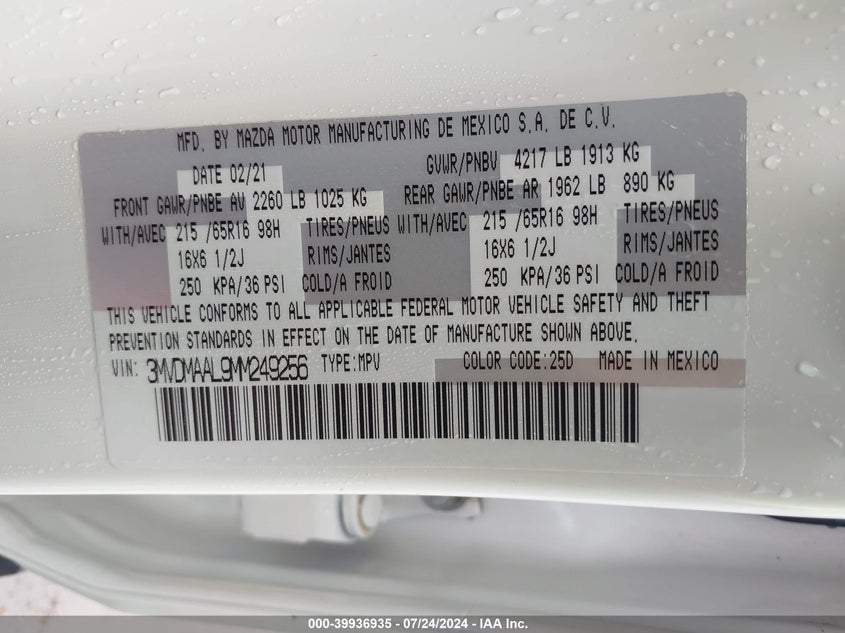 MFD. BY MAZDA MOTOR MANUFACTURING DE MEXICO S.A. DE C.V.
DATE 02/21 GVWR/PNBV 4217 LB 1913 KG
FRONT GAWR/PNBE AV 2260 LB 1025 KG REAR GAWR/PNBE AR 1962 LB 890 KG
WITH/AVEC 215 /65R16 98H TIRES/PNEUS WITH/AVEC 215 /65R16 98H TIRES/PNEUS
16X6 1/2J RIMS/JANTES 16X6 1/2J RIMS/JANTES
250 KPA/36 PSI COLD/A FROID 250 KPA/36 PSI COLD/A FROID
THIS VEHICLE CONFORMS TO ALL APPLICABLE FEDERAL MOTOR VEHICLE SAFETY AND THEFT
PREVENTION STANDARDS IN EFFECT ON THE DATE OF MANUFACTURE SHOWN ABOVE.
VIN: 3MVDMAAL9MM249256 TYPE:MPV COLOR CODE:25D MADE IN MEXICO
000-39936935 - 07/24/2024 - IAA Inc.